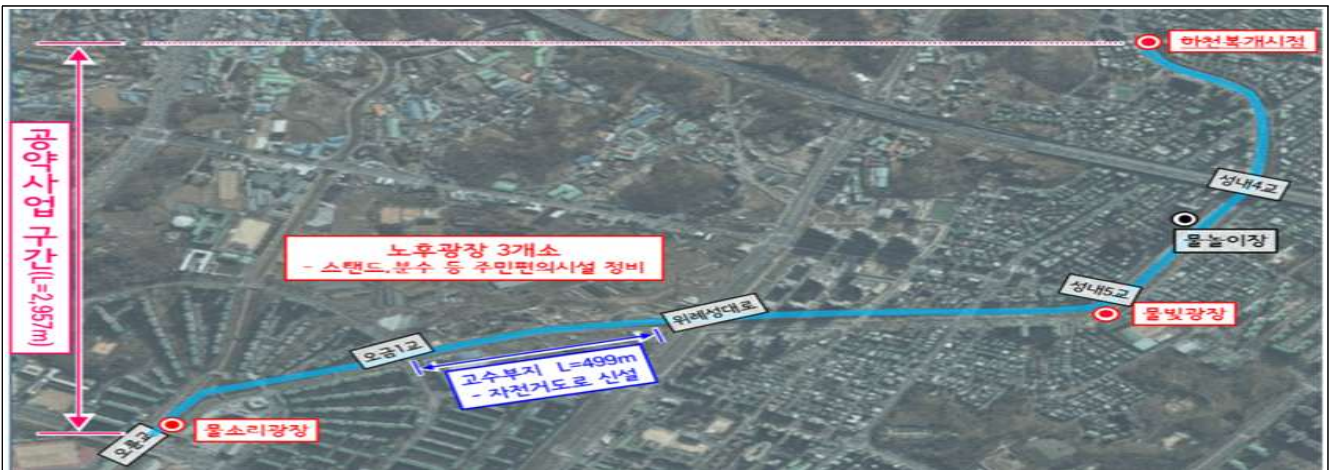 하천복개시점
공약사업 구간(L=2,957m)
성내4교
물놀이장
노후광장 3개소
- 스탠드,분수 등 주민편의시설 정비
성내5교
물빛광장
위례성대로
오금1교
고수부지 L=499m
- 자전거도로 신설
물소리광장
오륜교